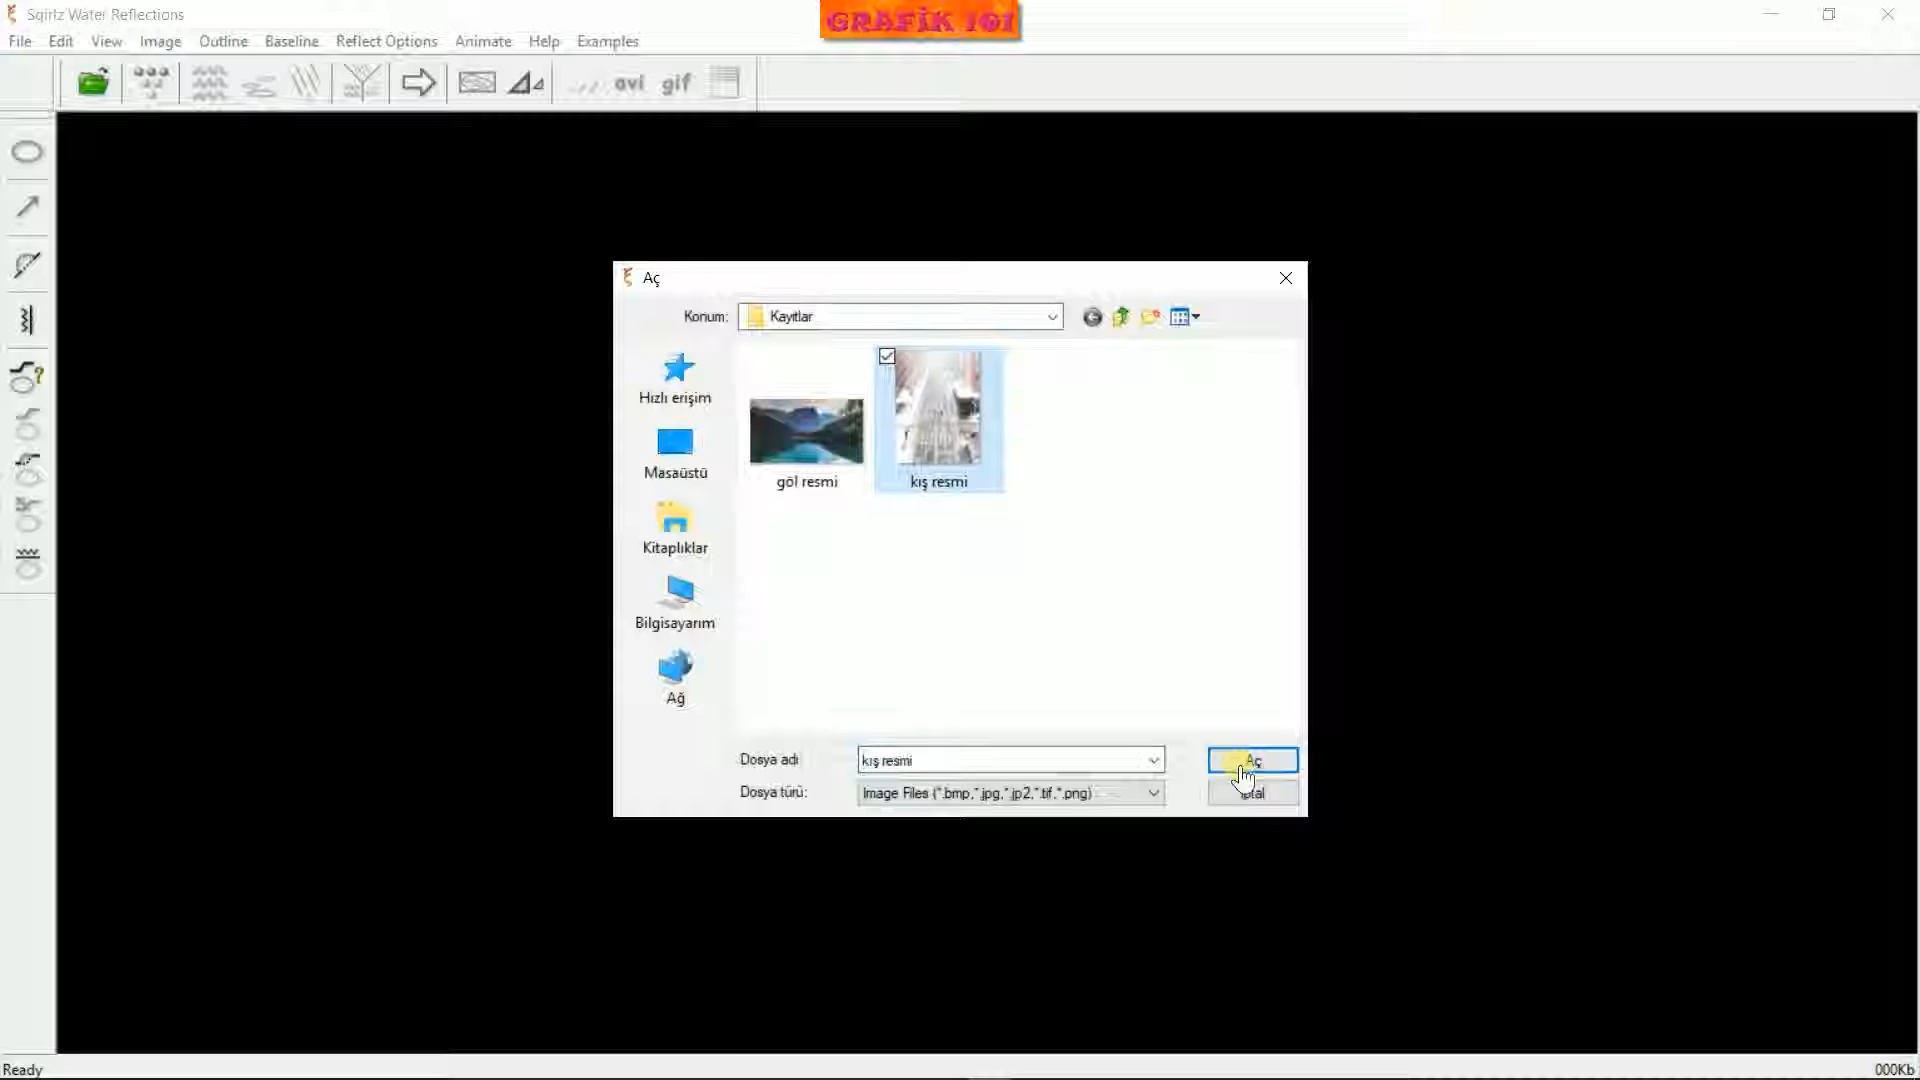 Sqirlz Water Reflections
GRAFİK 101
File Edit View Image Outline Baseline Reflect Options Animate Help Examples
avi gif
Aç
Konum: Kayıtlar
Hızlı erişim
Masaüstü
Kitaplıklar
Bilgisayarım
Ağ
göl resmi kış resmi
Dosya adı kış resmi Aç
Dosya türü: Image Files (*.bmp,*.jpg,*.jp2,*.tif,*.png)
Ready 000Kb